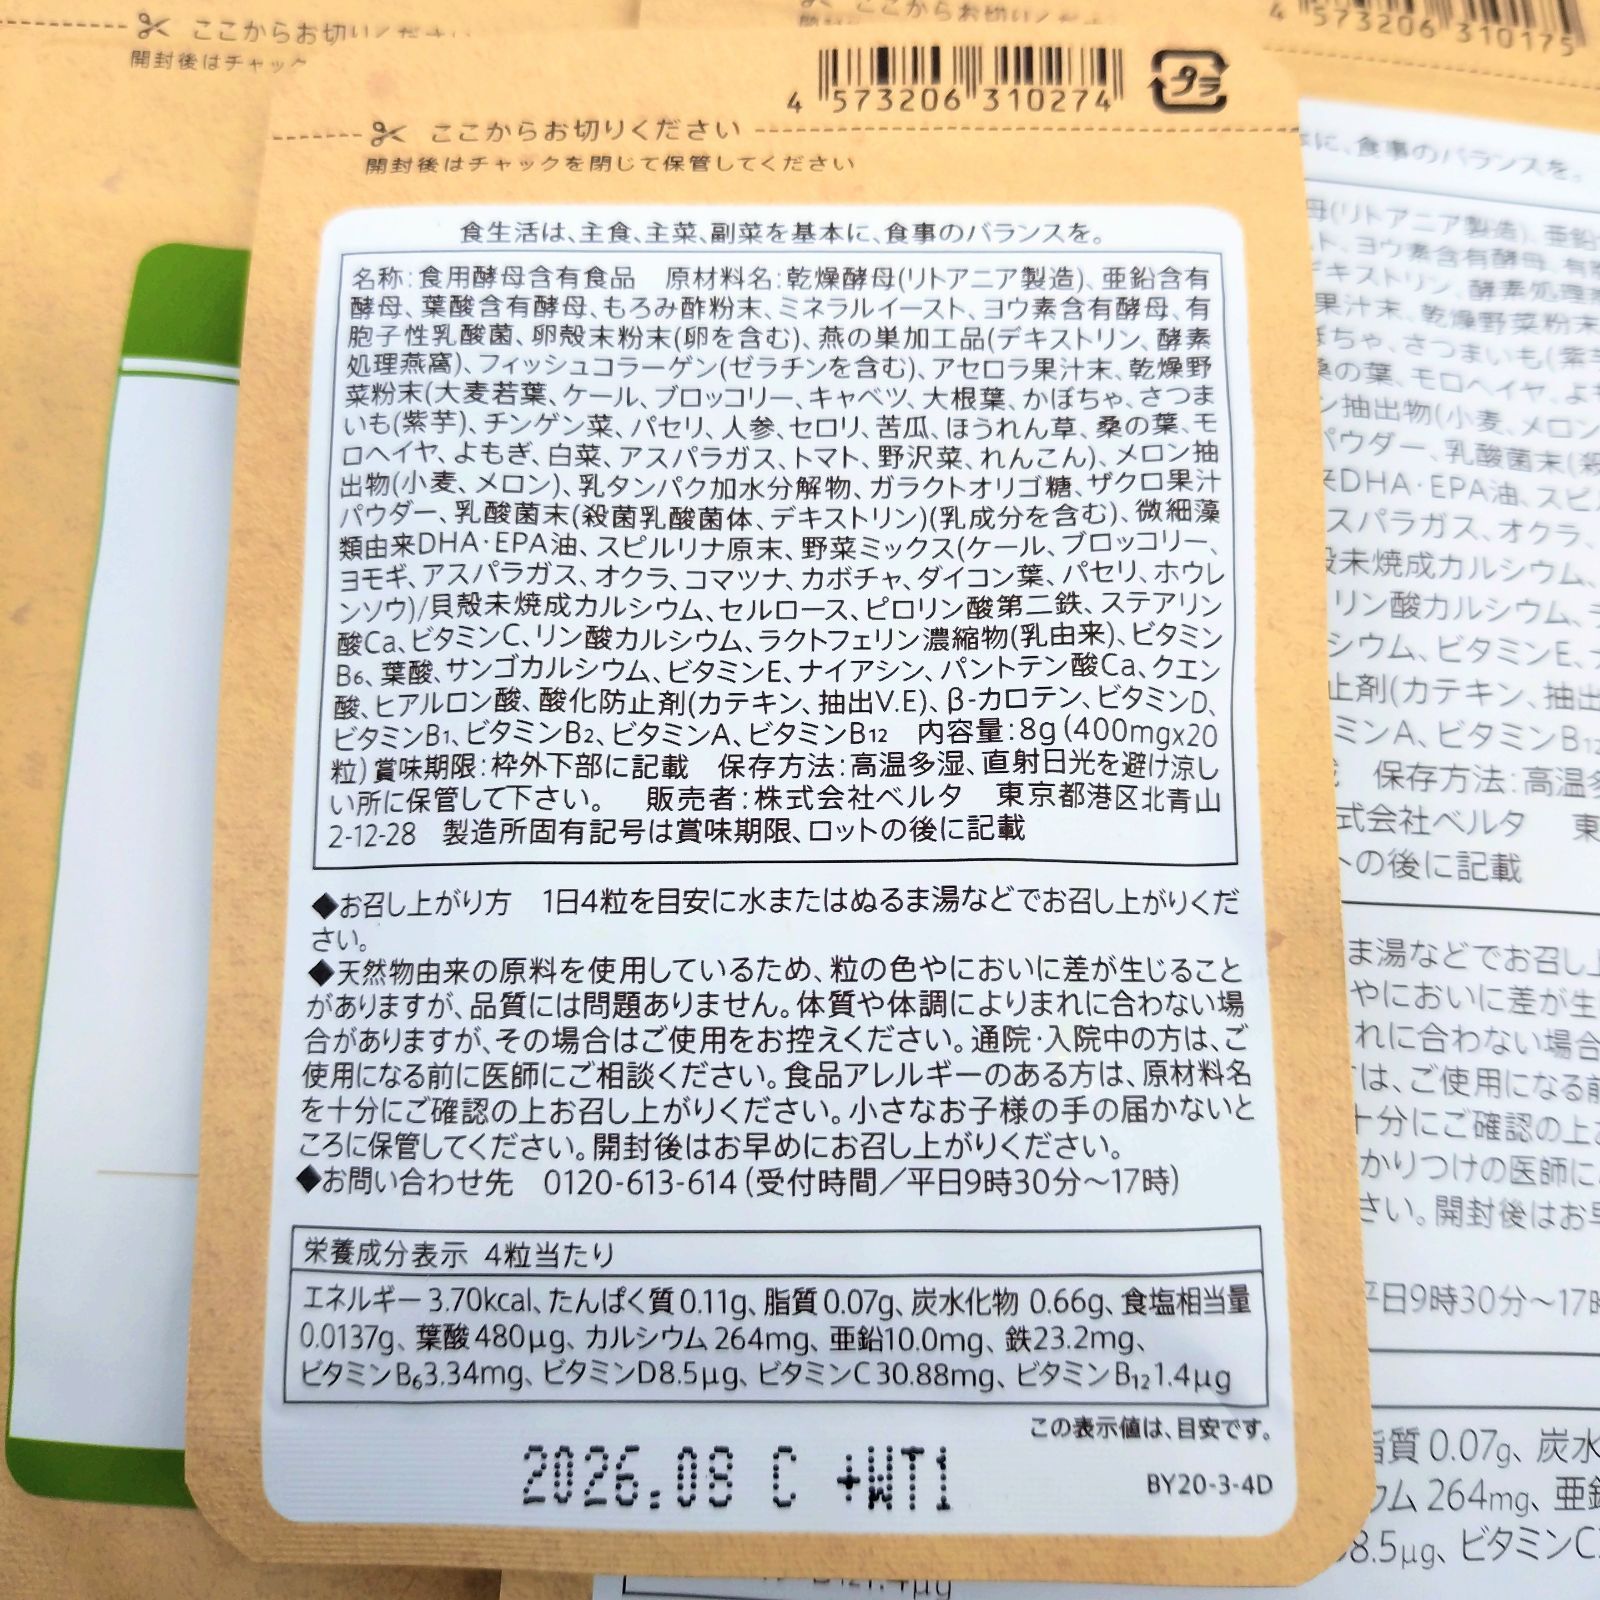 ここからお切りください
開封後はチャック
4 573206 310175
4 573206 310274
プラ
ここからお切りください
開封後はチャックを閉じて保管してください
食生活は、主食、主菜、副菜を基本に、食事のバランスを。
名称:食用酵母含有食品　原材料名:乾燥酵母(リトアニア製造)、亜鉛含有
酵母、葉酸含有酵母、もろみ酢粉末、ミネラルイースト、ヨウ素含有酵母、有
胞子性乳酸菌、卵殻末粉末(卵を含む)、燕の巣加工品(デキストリン、酵素
処理燕窩)、フィッシュコラーゲン(ゼラチンを含む)、アセロラ果汁末、乾燥野
菜粉末(大麦若葉、ケール、ブロッコリー、キャベツ、大根葉、かぼちゃ、さつま
いも(紫芋)、チンゲン菜、パセリ、人参、セロリ、苦瓜、ほうれん草、桑の葉、モ
ロヘイヤ、よもぎ、白菜、アスパラガス、トマト、野沢菜、れんこん)、メロン抽
出物(小麦、メロン)、乳タンパク加水分解物、ガラクトオリゴ糖、ザクロ果汁
パウダー、乳酸菌末(殺菌乳酸菌体、デキストリン)(乳成分を含む)、微細藻
類由来DHA・EPA油、スピルリナ原末、野菜ミックス(ケール、ブロッコリー、
ヨモギ、アスパラガス、オクラ、コマツナ、カボチャ、ダイコン葉、パセリ、ホウレ
ンソウ)/貝殻未焼成カルシウム、セルロース、ピロリン酸第二鉄、ステアリン
酸Ca、ビタミンC、リン酸カルシウム、ラクトフェリン濃縮物(乳由来)、ビタミン
B6、葉酸、サンゴカルシウム、ビタミンE、ナイアシン、パントテン酸Ca、クエン
酸、ヒアルロン酸、酸化防止剤(カテキン、抽出V.E)、β-カロテン、ビタミンD、
ビタミンB1、ビタミンB2、ビタミンA、ビタミンB12　内容量:8g(400mgx20
粒)賞味期限:枠外下部に記載　保存方法:高温多湿、直射日光を避け涼し
い所に保管して下さい。　販売者:株式会社ベルタ　東京都港区北青山
2-12-28　製造所固有記号は賞味期限、ロットの後に記載
◆お召し上がり方　1日4粒を目安に水またはぬるま湯などでお召し上がりくだ
さい。
◆天然物由来の原料を使用しているため、粒の色やにおいに差が生じること
がありますが、品質には問題ありません。体質や体調によりまれに合わない場
合がありますが、その場合はご使用をお控えください。通院・入院中の方は、ご
使用になる前に医師にご相談ください。食品アレルギーのある方は、原材料名
を十分にご確認の上お召し上がりください。小さなお子様の手の届かないと
ころに保管してください。開封後はお早めにお召し上がりください。
◆お問い合わせ先　0120-613-614(受付時間／平日9時30分〜17時)
栄養成分表示 4粒当たり
エネルギー 3.70kcal、たんぱく質0.11g、脂質0.07g、炭水化物 0.66g、食塩相当量
0.0137g、葉酸480μg、カルシウム264mg、亜鉛10.0mg、鉄23.2mg、
ビタミンB₆3.34mg、ビタミンD8.5μg、ビタミンC30.88mg、ビタミンB₁₂1.4μg
この表示値は、目安です。
2026.08 C +WT1
BY20-3-4D